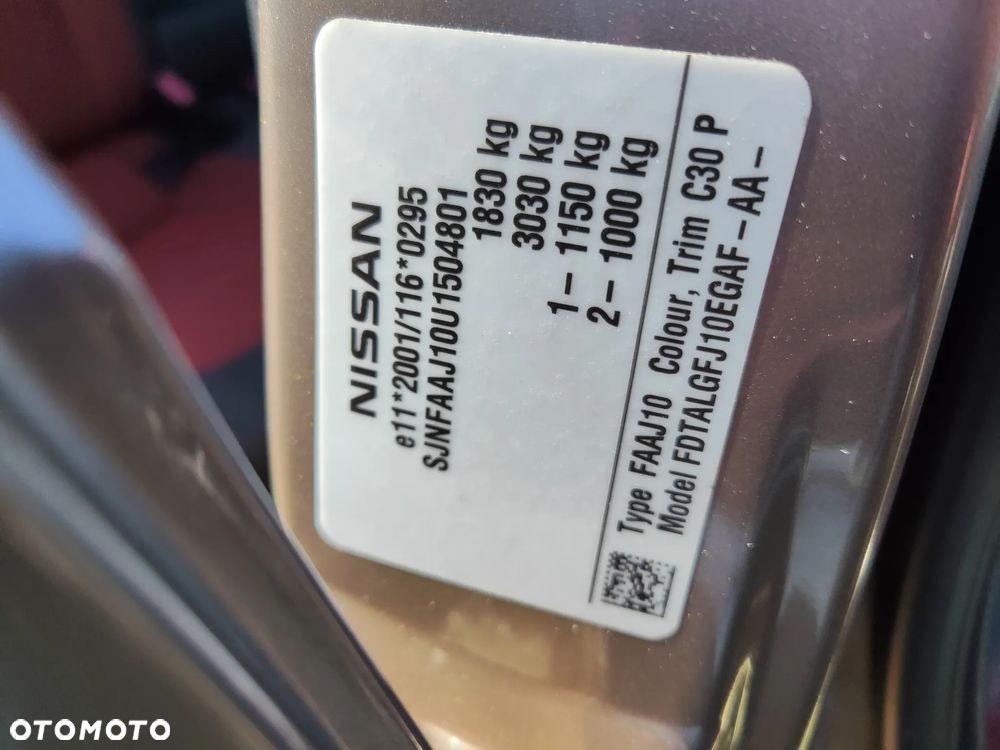 NISSAN
e11*2001/116*0295
SJNFAAJ10U1504801
1830 kg
3030 kg
1– 1150 kg
2– 1000 kg
Type FAAJ10 Colour, Trim C30 P
Model FDTALGFJ10EGAF-AA-
OTOMOTO